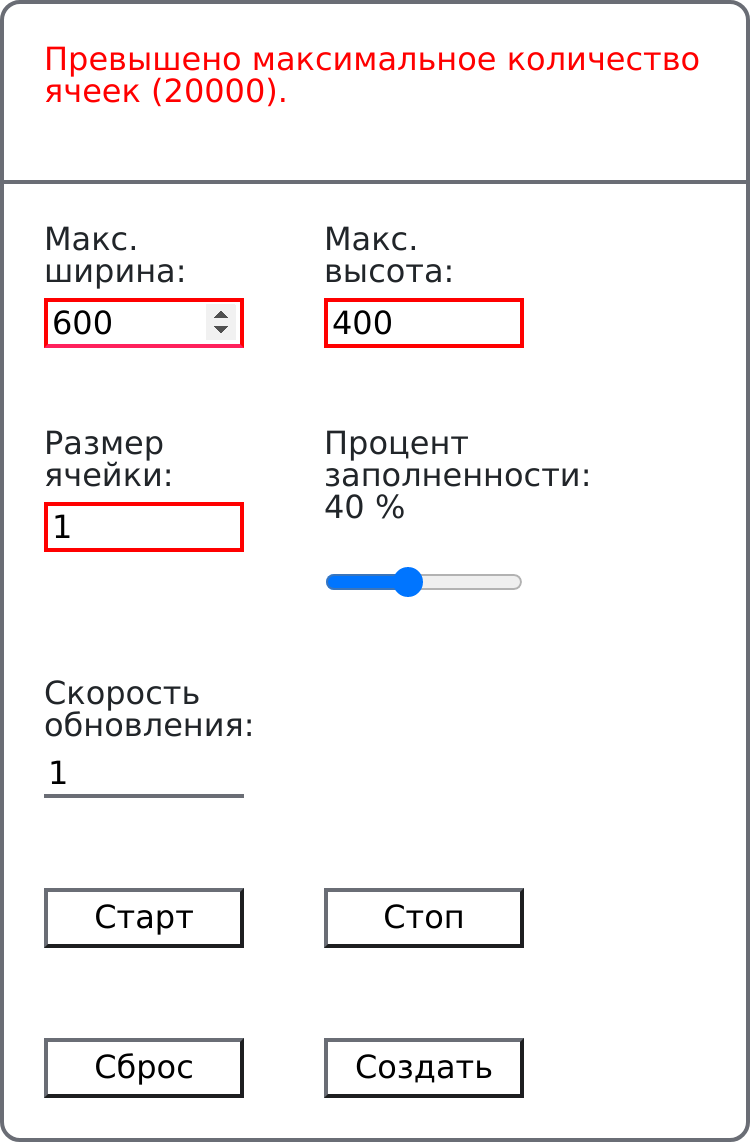 Превышено максимальное количество
ячеек (20000).
Макс.
ширина:
600
Макс.
высота:
400
Размер
ячейки:
1
Процент
заполненности:
40 %
Скорость
обновления:
1
Старт
Стоп
Сброс
Создать